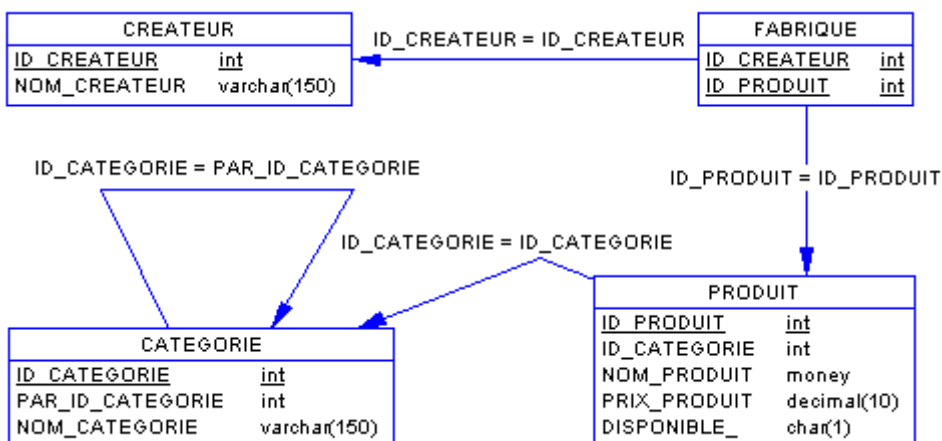 CREATEUR
ID_CREATEUR int
NOM_CREATEUR varchar(150)
ID_CREATEUR = ID_CREATEUR
FABRIQUE
ID_CREATEUR int
ID_PRODUIT int
ID_CATEGORIE = PAR_ID_CATEGORIE
ID_PRODUIT = ID_PRODUIT
ID_CATEGORIE = ID_CATEGORIE
CATEGORIE
ID_CATEGORIE int
PAR_ID_CATEGORIE int
NOM_CATEGORIE varchar(150)
PRODUIT
ID_PRODUIT int
ID_CATEGORIE int
NOM_PRODUIT money
PRIX_PRODUIT decimal(10)
DISPONIBLE_ char(1)